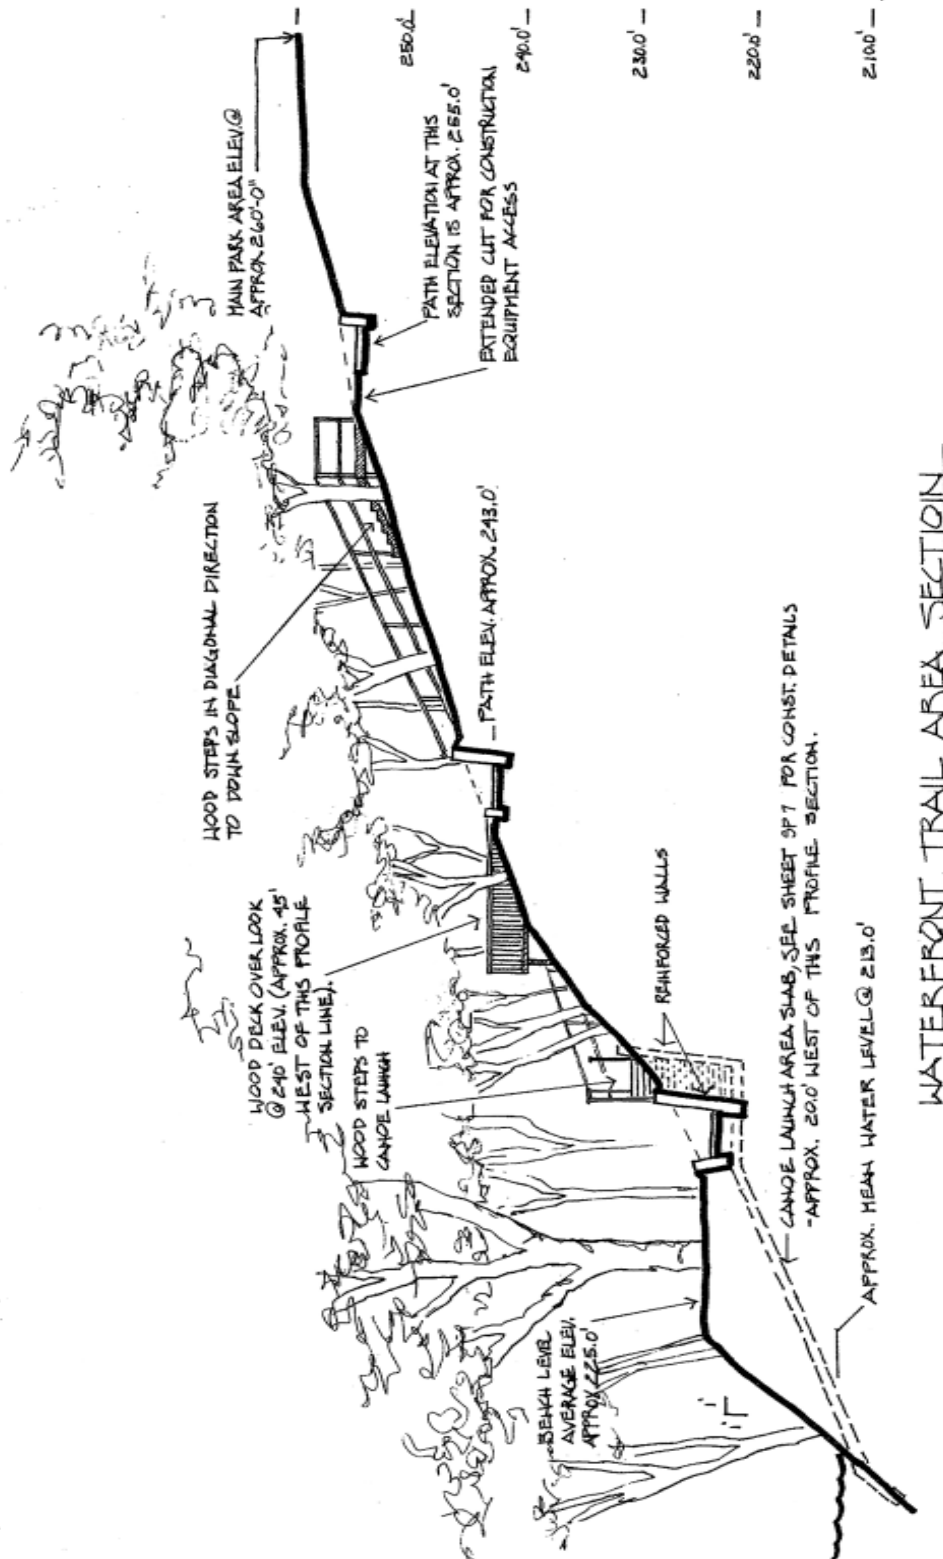 MAIN PARK AREA ELEV. @
APPROX. 260'-0"
250.0'
240.0'
230.0'
220.0'
210.0'
PATH ELEVATION AT THIS
SECTION IS APPROX. 255.0'
EXTENDED CUT FOR CONSTRUCTION
EQUIPMENT ACCESS
WOOD STEPS IN DIAGONAL DIRECTION
TO DOWN SLOPE
PATH ELEV. APPROX. 243.0'
WOOD DECK OVERLOOK
@ 240' ELEV. (APPROX. 45'
WEST OF THIS PROFILE
SECTION LINE).
WOOD STEPS TO
CANOE LAUNCH
REINFORCED WALLS
BENCH LEVEL
AVERAGE ELEV.
APPROX. 225.0'
CANOE LAUNCH AREA SLAB, SEE SHEET SP7 FOR CONST. DETAILS
~APPROX. 20.0' WEST OF THIS PROFILE SECTION.
APPROX. MEAN WATER LEVEL @ 213.0'
WATERFRONT TRAIL AREA SECTIOIN